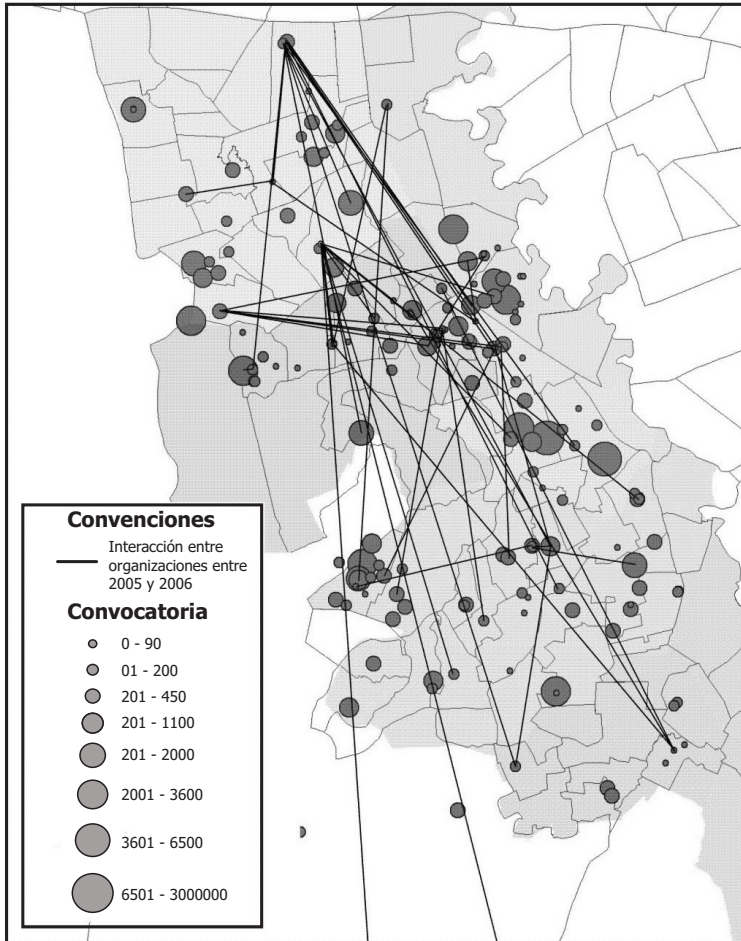 Convenciones
Interacción entre
organizaciones entre
2005 y 2006
Convocatoria
0 - 90
01 - 200
201 - 450
201 - 1100
201 - 2000
2001 - 3600
3601 - 6500
6501 - 3000000